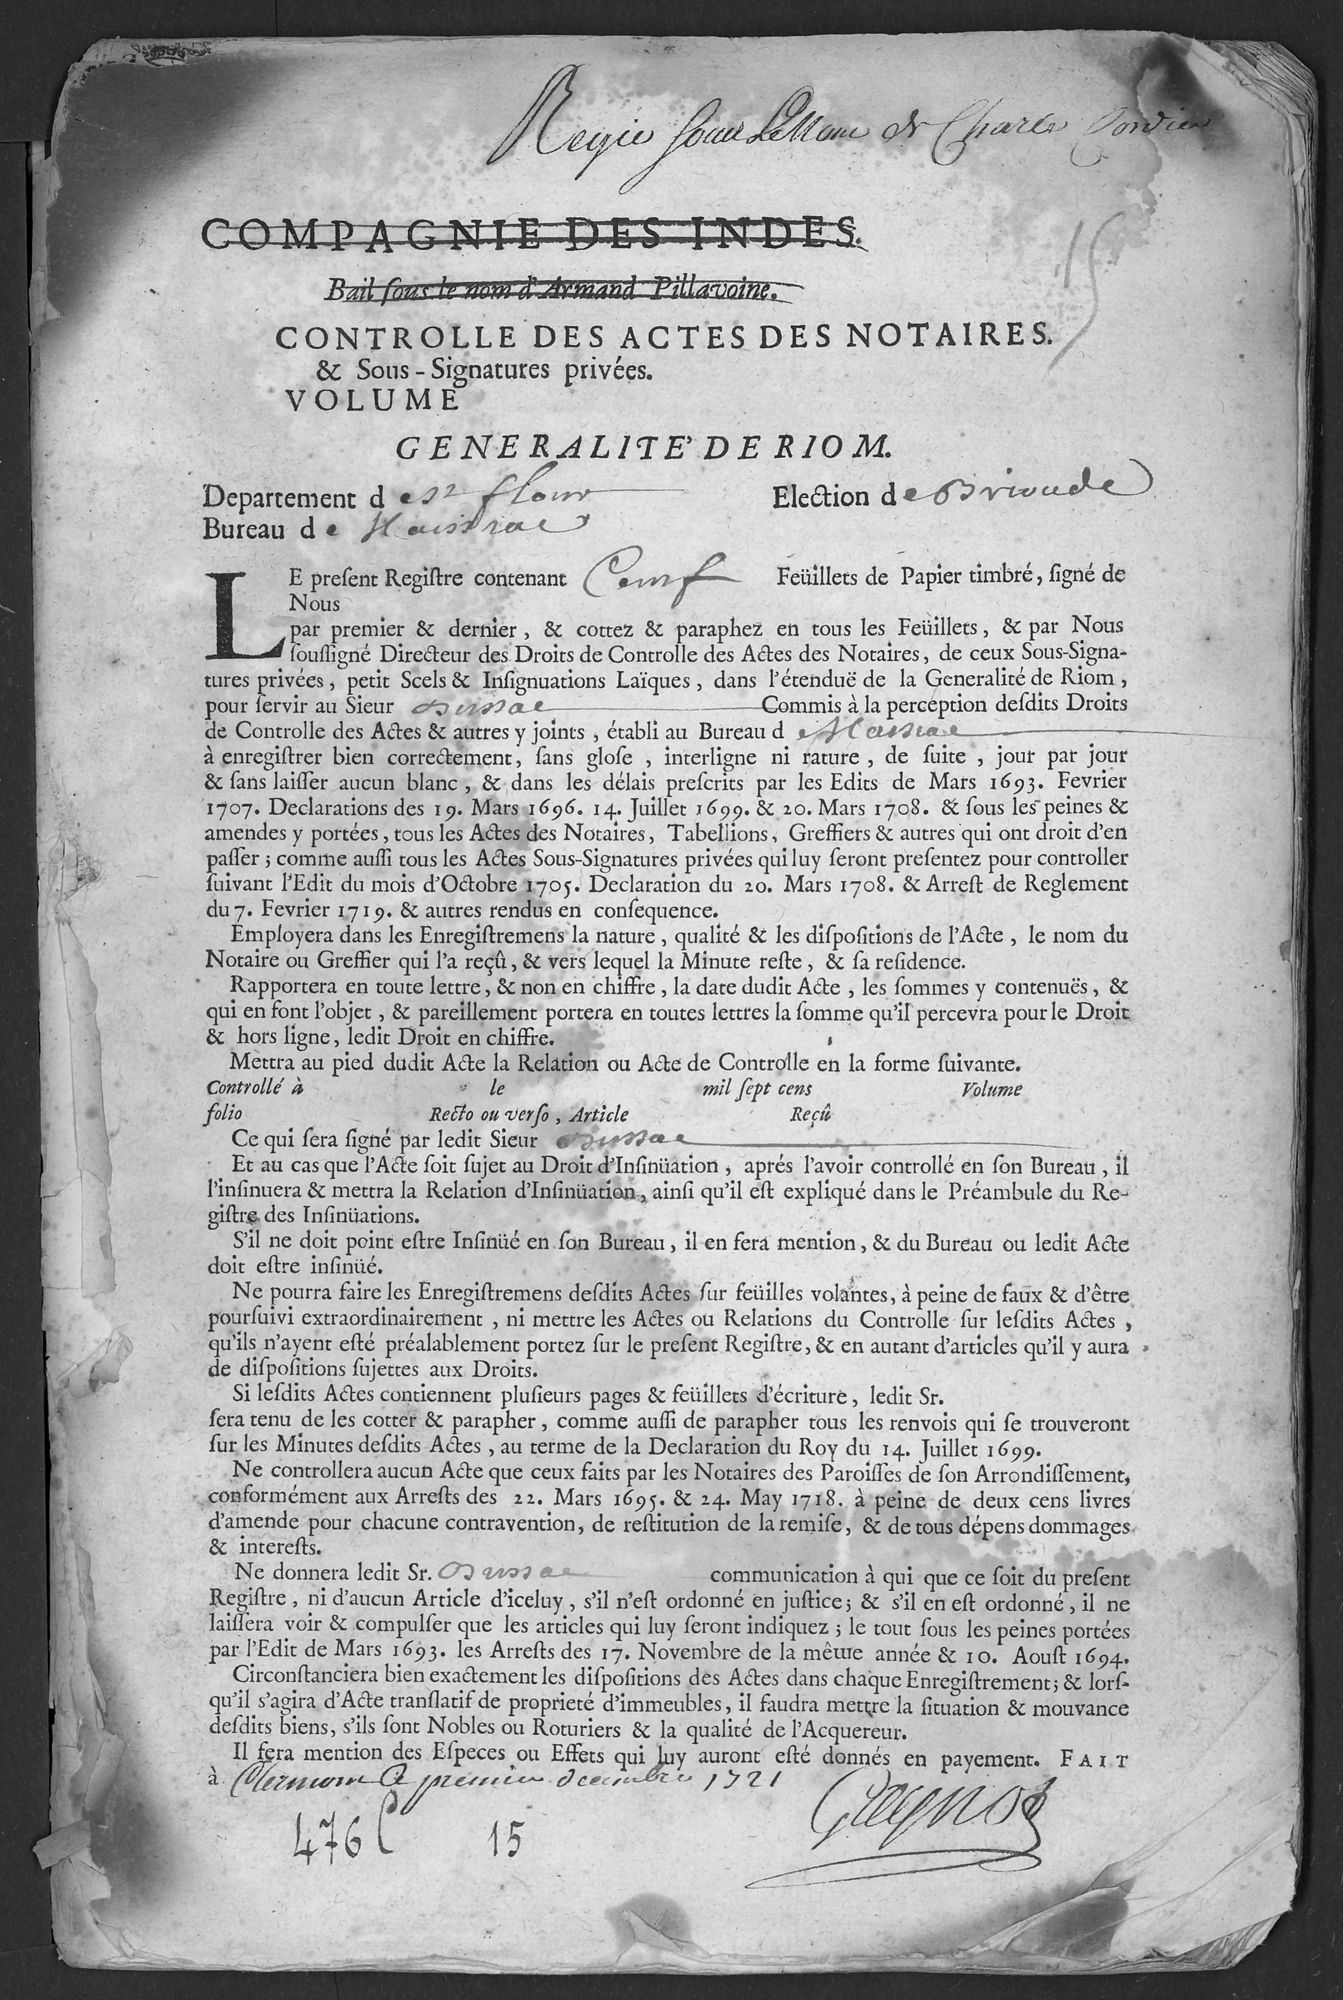 Regie sous Le Nom de Charle Cordier
COMPAGNIE DES INDES.
Bail ſous le nom d'Armand Pillavoine.
15
CONTROLLE DES ACTES DES NOTAIRES.
& Sous-Signatures privées.
VOLUME
GENERALITE' DE RIOM.
Departement de St flour Election de Brioude
Bureau de Massiac
LE preſent Regiſtre contenant Cent Feüillets de Papier timbré, ſigné de
Nous
par premier & dernier, & cottez & paraphez en tous les Feüillets, & par Nous
ſouſſigné Directeur des Droits de Controlle des Actes des Notaires, de ceux Sous-Signa-
tures privées, petit Scels & Inſignuations Laïques, dans l'étenduë de la Generalité de Riom,
pour ſervir au Sieur Dussac Commis à la perception deſdits Droits
de Controlle des Actes & autres y joints, établi au Bureau de Massiac
à enregiſtrer bien correctement, ſans gloſe, interligne ni rature, de ſuite, jour par jour
& ſans laiſſer aucun blanc, & dans les délais preſcrits par les Edits de Mars 1693. Fevrier
1707. Declarations des 19. Mars 1696. 14. Juillet 1699. & 20. Mars 1708. & ſous les peines &
amendes y portées, tous les Actes des Notaires, Tabellions, Greffiers & autres qui ont droit d'en
paſſer; comme auſſi tous les Actes Sous-Signatures privées qui luy ſeront preſentez pour controller
ſuivant l'Edit du mois d'Octobre 1705. Declaration du 20. Mars 1708. & Arreſt de Reglement
du 7. Fevrier 1719. & autres rendus en conſequence.
Employera dans les Enregiſtremens la nature, qualité & les diſpoſitions de l'Acte, le nom du
Notaire ou Greffier qui l'a reçû, & vers lequel la Minute reſte, & ſa reſidence.
Rapportera en toute lettre, & non en chiffre, la date dudit Acte, les ſommes y contenuës, &
qui en font l'objet, & pareillement portera en toutes lettres la ſomme qu'il percevra pour le Droit
& hors ligne, ledit Droit en chiffre.
Mettra au pied dudit Acte la Relation ou Acte de Controlle en la forme ſuivante.
Controllé à le mil ſept cens Volume
folio Recto ou verſo, Article Reçû
Ce qui ſera ſigné par ledit Sieur Dussac
Et au cas que l'Acte ſoit ſujet au Droit d'Inſinüation, aprés l'avoir controllé en ſon Bureau, il
l'inſinuera & mettra la Relation d'Inſinüation, ainſi qu'il eſt expliqué dans le Préambule du Re-
giſtre des Inſinüations.
S'il ne doit point eſtre Inſinüé en ſon Bureau, il en fera mention, & du Bureau ou ledit Acte
doit eſtre inſinüé.
Ne pourra faire les Enregiſtremens deſdits Actes ſur feüilles volantes, à peine de faux & d'être
pourſuivi extraordinairement, ni mettre les Actes ou Relations du Controlle ſur leſdits Actes,
qu'ils n'ayent eſté préalablement portez ſur le preſent Regiſtre, & en autant d'articles qu'il y aura
de diſpoſitions ſujettes aux Droits.
Si leſdits Actes contiennent pluſieurs pages & feüillets d'écriture, ledit Sr.
ſera tenu de les cotter & parapher, comme auſſi de parapher tous les renvois qui ſe trouveront
ſur les Minutes deſdits Actes, au terme de la Declaration du Roy du 14. Juillet 1699.
Ne controllera aucun Acte que ceux faits par les Notaires des Paroiſſes de ſon Arrondiſſement,
conformément aux Arreſts des 22. Mars 1695. & 24. May 1718. à peine de deux cens livres
d'amende pour chacune contravention, de reſtitution de la remiſe, & de tous dépens dommages
& intereſts.
Ne donnera ledit Sr. Dussac communication à qui que ce ſoit du preſent
Regiſtre, ni d'aucun Article d'iceluy, s'il n'eſt ordonné en juſtice; & s'il en eſt ordonné, il ne
laiſſera voir & compulſer que les articles qui luy ſeront indiquez; le tout ſous les peines portées
par l'Edit de Mars 1693. les Arreſts des 17. Novembre de la même année & 10. Aouſt 1694.
Circonſtanciera bien exactement les diſpoſitions des Actes dans chaque Enregiſtrement; & lorſ-
qu'il s'agira d'Acte tranſlatif de proprieté d'immeubles, il faudra mettre la ſituation & mouvance
deſdits biens, s'ils ſont Nobles ou Roturiers & la qualité de l'Acquereur.
Il fera mention des Eſpeces ou Effets qui luy auront eſté donnés en payement. FAIT
à Clermont Ce premier decembre 1721
476 C 15